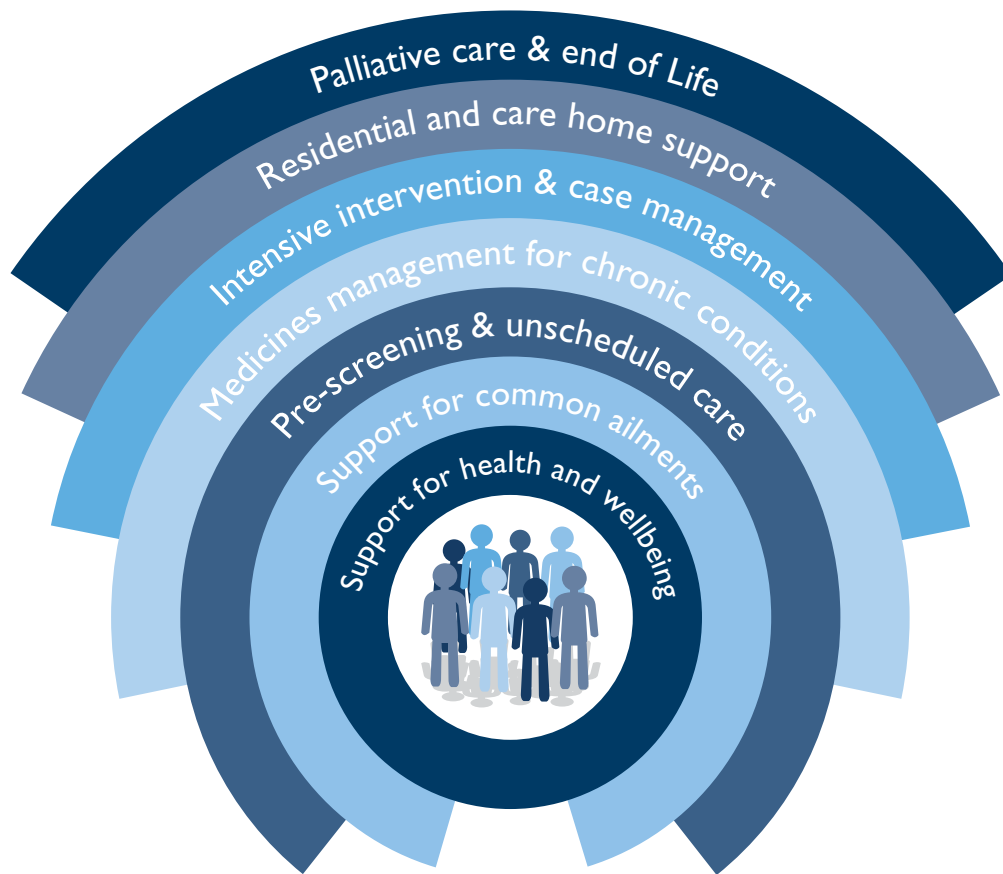 Palliative care & end of Life
Residential and care home support
Intensive intervention & case management
Medicines management for chronic conditions
Pre-screening & unscheduled care
Support for common ailments
Support for health and wellbeing